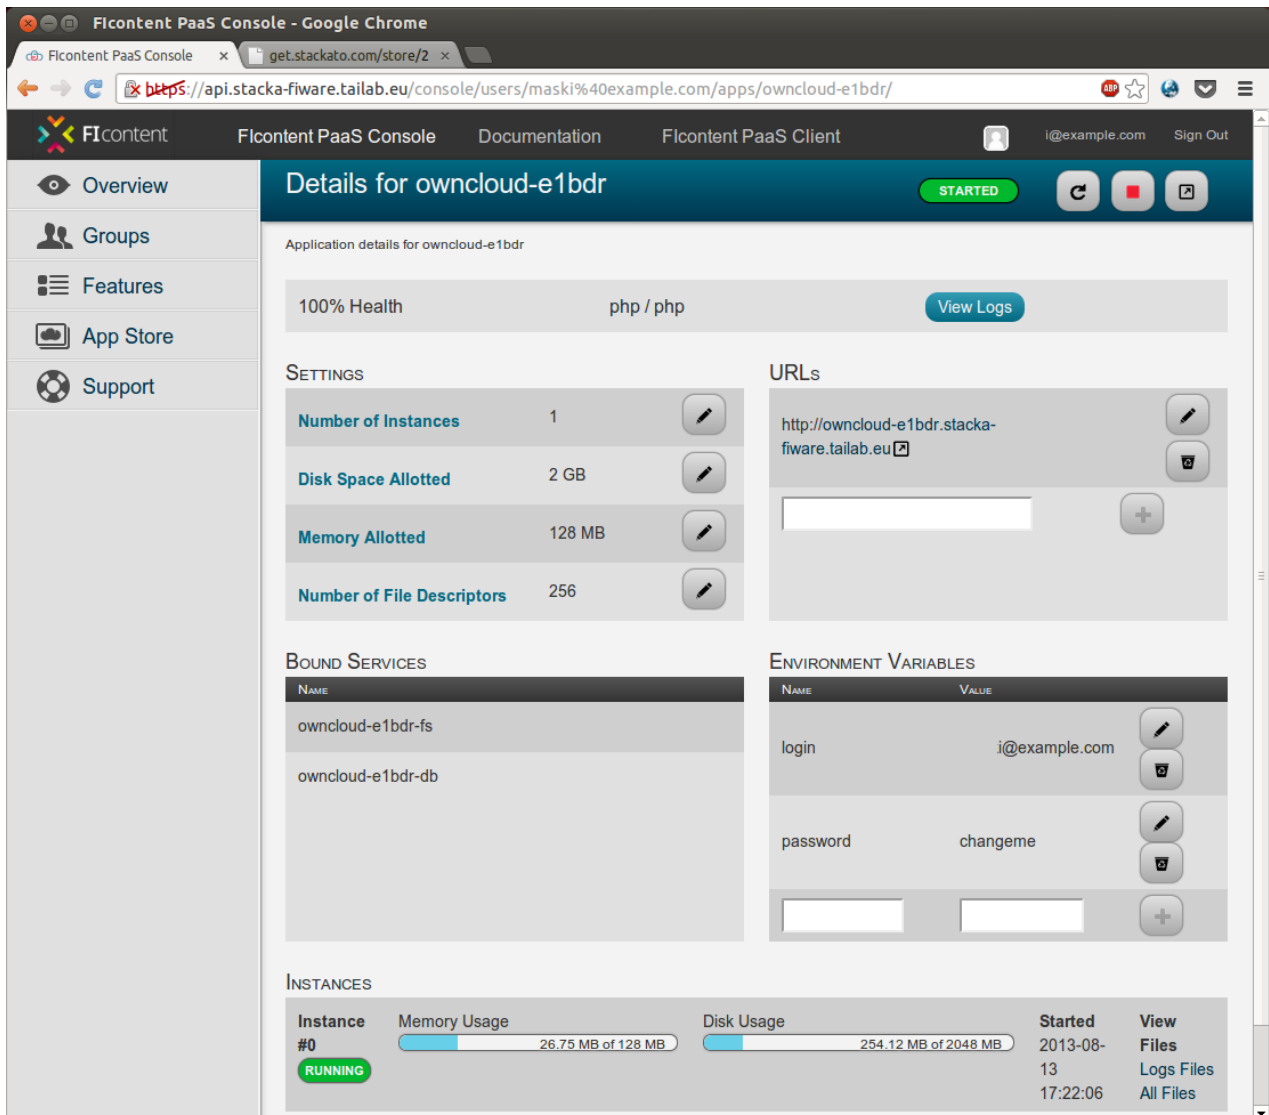 FIcontent PaaS Console - Google Chrome
FIcontent PaaS Console
get.stackato.com/store/2
https://api.stacka-fiware.tailab.eu/console/users/maski%40example.com/apps/owncloud-e1bdr/
ABP
FIcontent
FIcontent PaaS Console
Documentation
FIcontent PaaS Client
i@example.com
Sign Out
Overview
Groups
Features
App Store
Support
Details for owncloud-e1bdr
STARTED
Application details for owncloud-e1bdr
100% Health
php / php
View Logs
SETTINGS
Number of Instances 1
Disk Space Allotted 2 GB
Memory Allotted 128 MB
Number of File Descriptors 256
URLS
http://owncloud-e1bdr.stacka-
fiware.tailab.eu
BOUND SERVICES
NAME
owncloud-e1bdr-fs
owncloud-e1bdr-db
ENVIRONMENT VARIABLES
NAME VALUE
login i@example.com
password changeme
INSTANCES
Instance
#0
RUNNING
Memory Usage
26.75 MB of 128 MB
Disk Usage
254.12 MB of 2048 MB
Started
2013-08-
13
17:22:06
View
Files
Logs Files
All Files